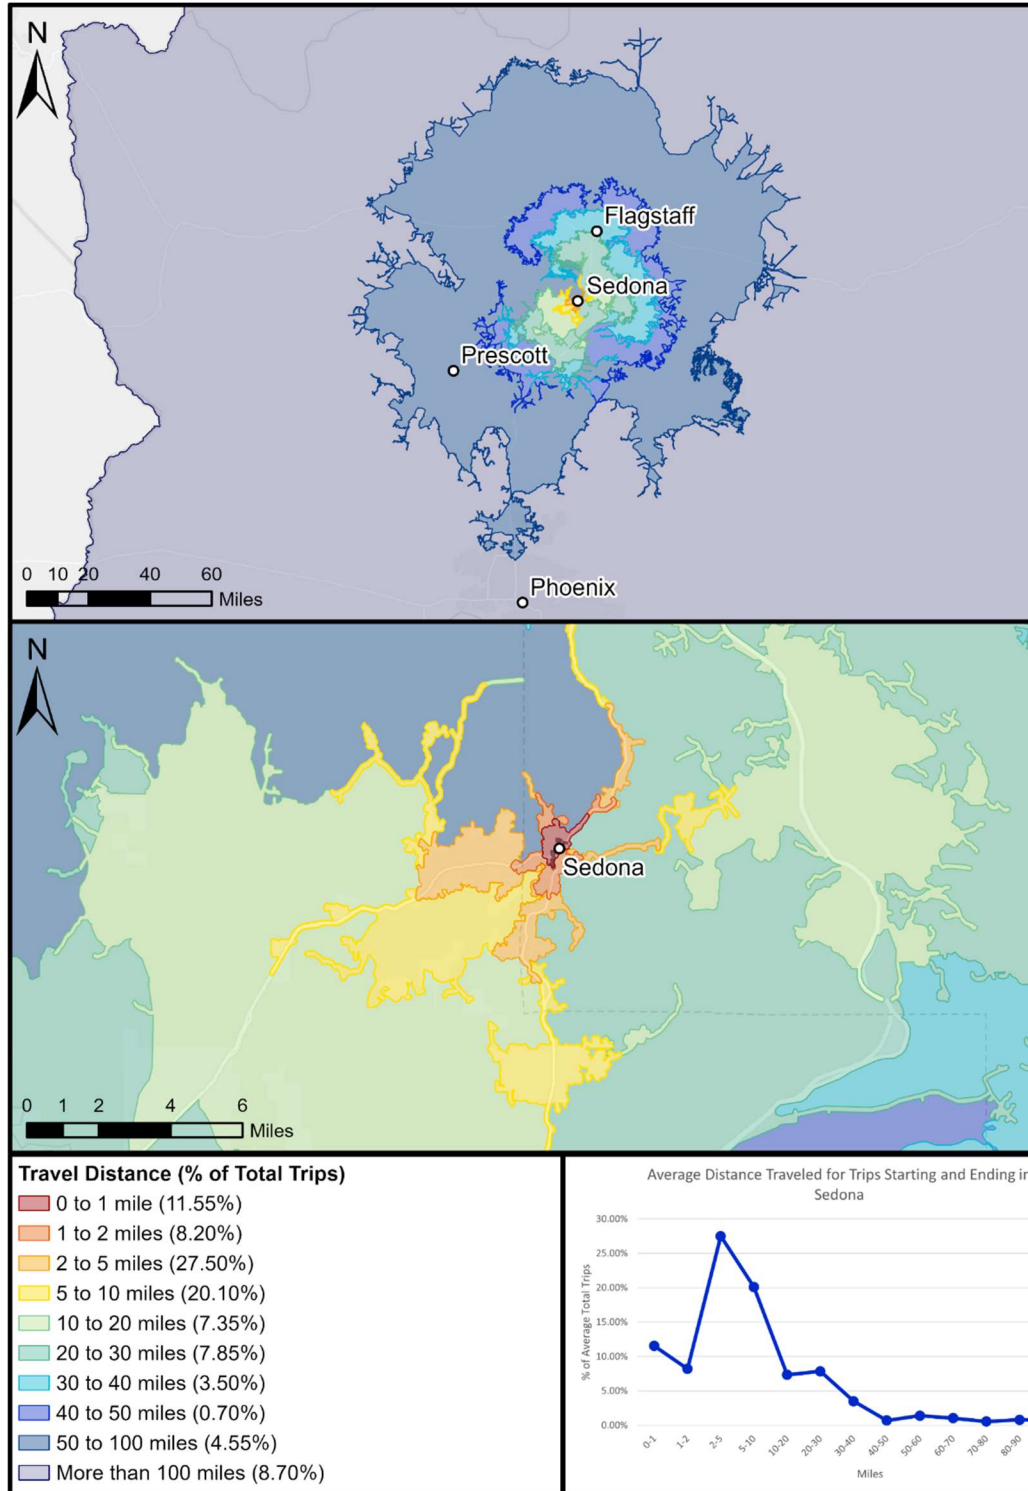 N
Flagstaff
Sedona
Prescott
Phoenix
0 10 20 40 60
Miles
N
Sedona
0 1 2 4 6
Miles
Travel Distance (% of Total Trips)
0 to 1 mile (11.55%)
1 to 2 miles (8.20%)
2 to 5 miles (27.50%)
5 to 10 miles (20.10%)
10 to 20 miles (7.35%)
20 to 30 miles (7.85%)
30 to 40 miles (3.50%)
40 to 50 miles (0.70%)
50 to 100 miles (4.55%)
More than 100 miles (8.70%)
Average Distance Traveled for Trips Starting and Ending in
Sedona
% of Average Total Trips
30.00%
25.00%
20.00%
15.00%
10.00%
5.00%
0.00%
0-1 1-2 2-5 5-10 10-20 20-30 30-40 40-50 50-60 60-70 70-80 80-90
Miles